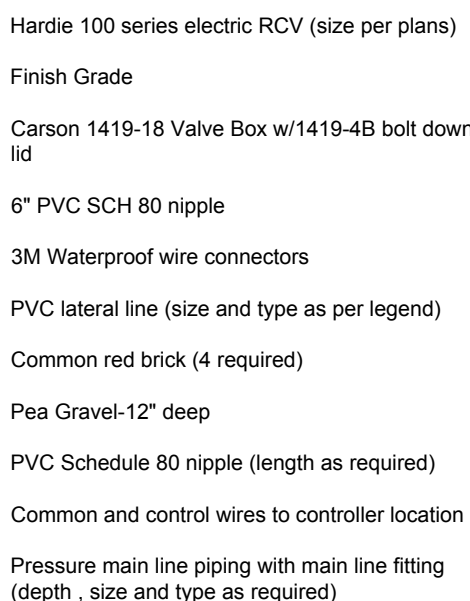 Hardie 100 series electric RCV (size per plans)
Finish Grade
Carson 1419-18 Valve Box w/1419-4B bolt down
lid
6" PVC SCH 80 nipple
3M Waterproof wire connectors
PVC lateral line (size and type as per legend)
Common red brick (4 required)
Pea Gravel-12" deep
PVC Schedule 80 nipple (length as required)
Common and control wires to controller location
Pressure main line piping with main line fitting
(depth , size and type as required)